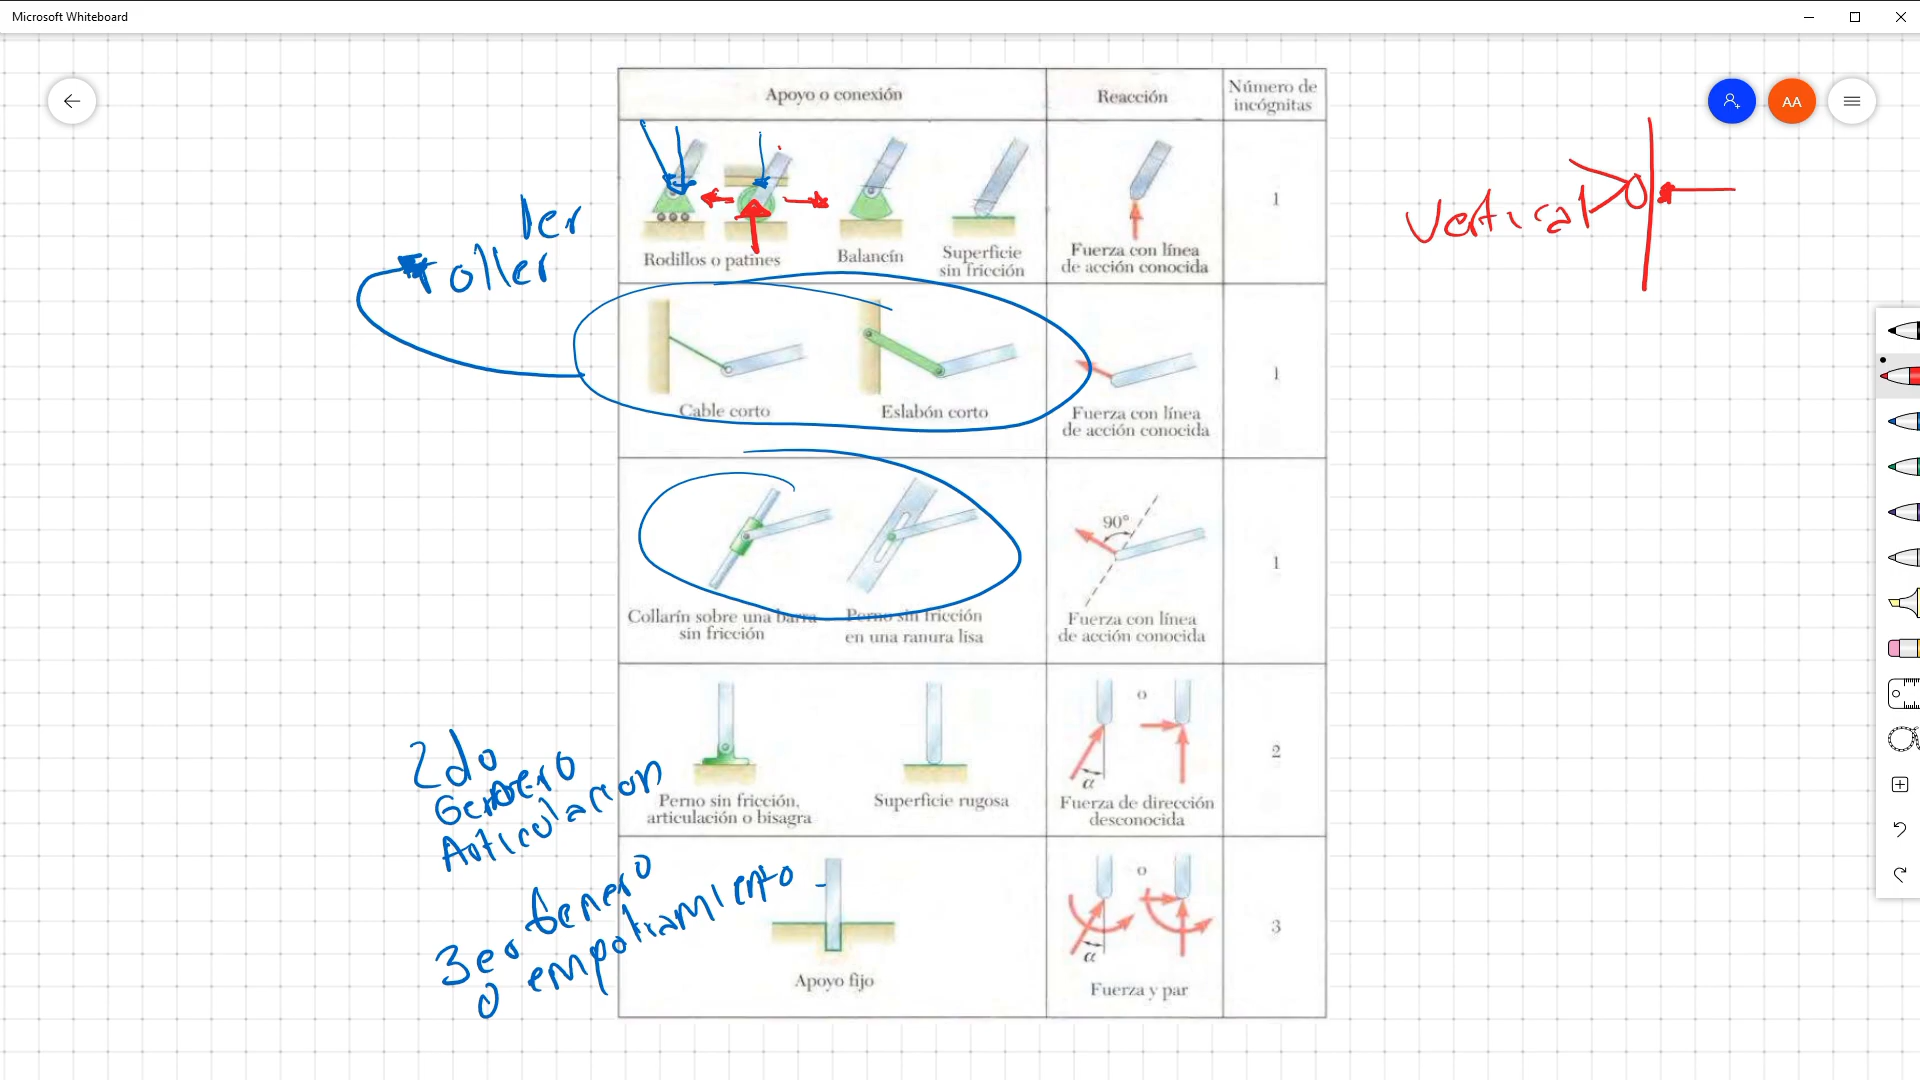 Microsoft Whiteboard
AA
Apoyo o conexión
Reacción
Número de
incógnitas
Rodillos o patines
Balancín
Superficie
sin fricción
Fuerza con línea
de acción conocida
1
1er
roller
Vertical
Cable corto
Eslabón corto
Fuerza con línea
de acción conocida
1
90°
Collarín sobre una barra
sin fricción
Perno sin fricción
en una ranura lisa
Fuerza con línea
de acción conocida
1
2do
Genero
Articulacion
Perno sin fricción,
articulación o bisagra
Superficie rugosa
o
α
Fuerza de dirección
desconocida
2
3er Genero
o empotramiento
Apoyo fijo
o
α
Fuerza y par
3